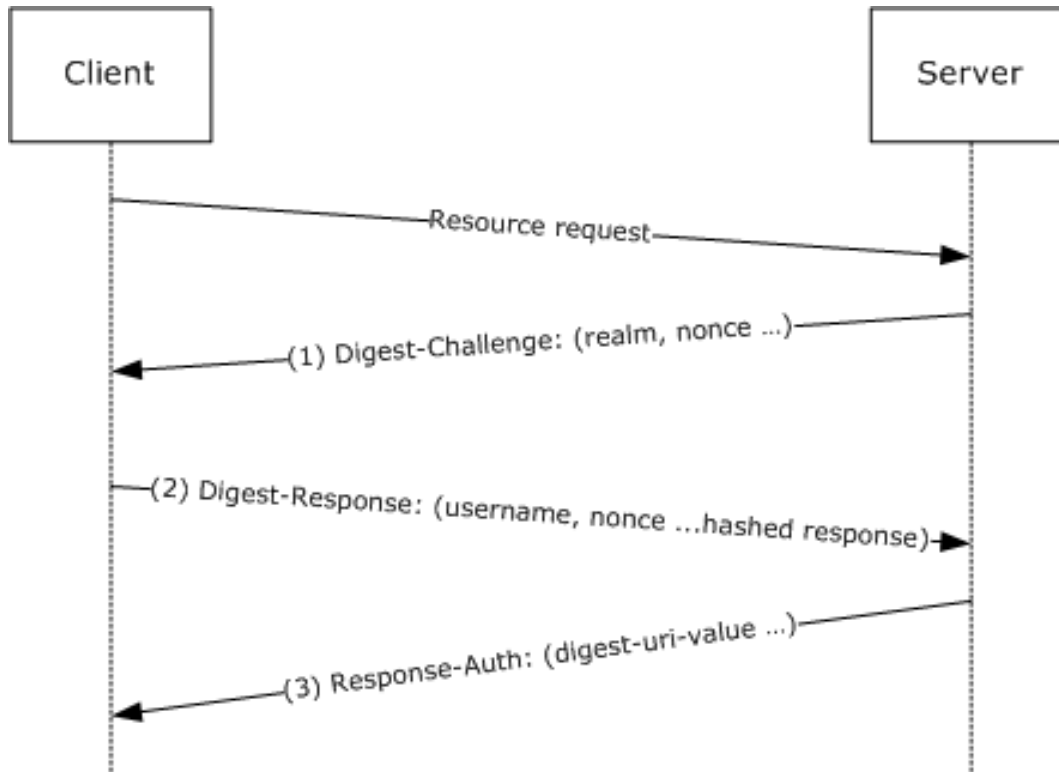 Client
Server
Resource request
(1) Digest-Challenge: (realm, nonce ...)
(2) Digest-Response: (username, nonce ...hashed response)
(3) Response-Auth: (digest-uri-value ...)